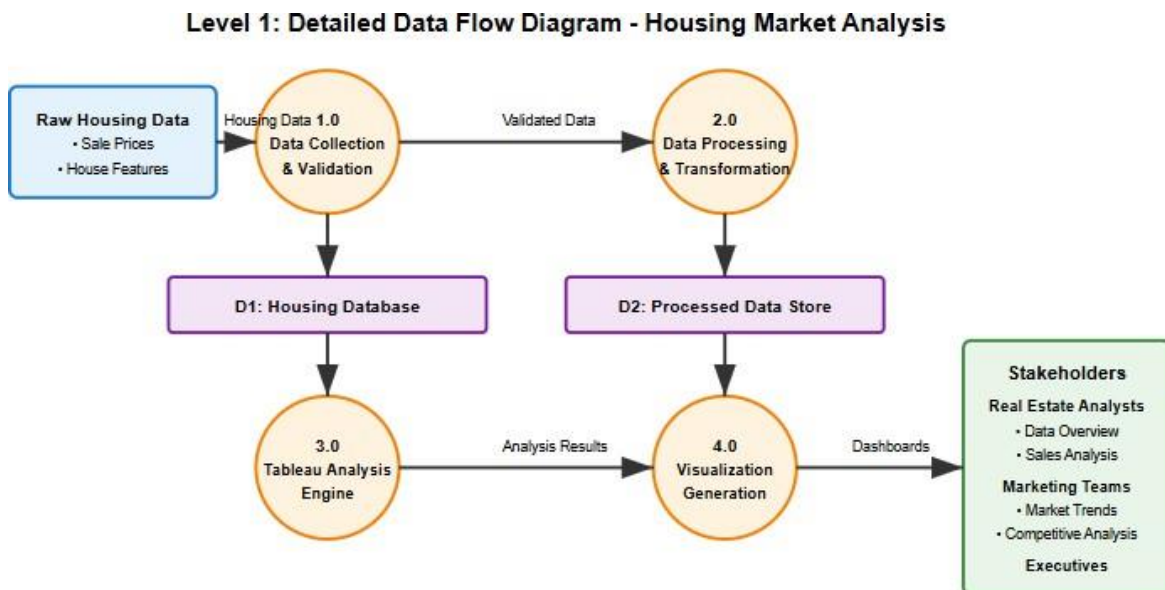 Level 1: Detailed Data Flow Diagram - Housing Market Analysis
Raw Housing Data
• Sale Prices
• House Features
Housing Data
1.0
Data Collection
& Validation
Validated Data
2.0
Data Processing
& Transformation
D1: Housing Database
D2: Processed Data Store
3.0
Tableau Analysis
Engine
Analysis Results
4.0
Visualization
Generation
Dashboards
Stakeholders
Real Estate Analysts
• Data Overview
• Sales Analysis
Marketing Teams
• Market Trends
• Competitive Analysis
Executives